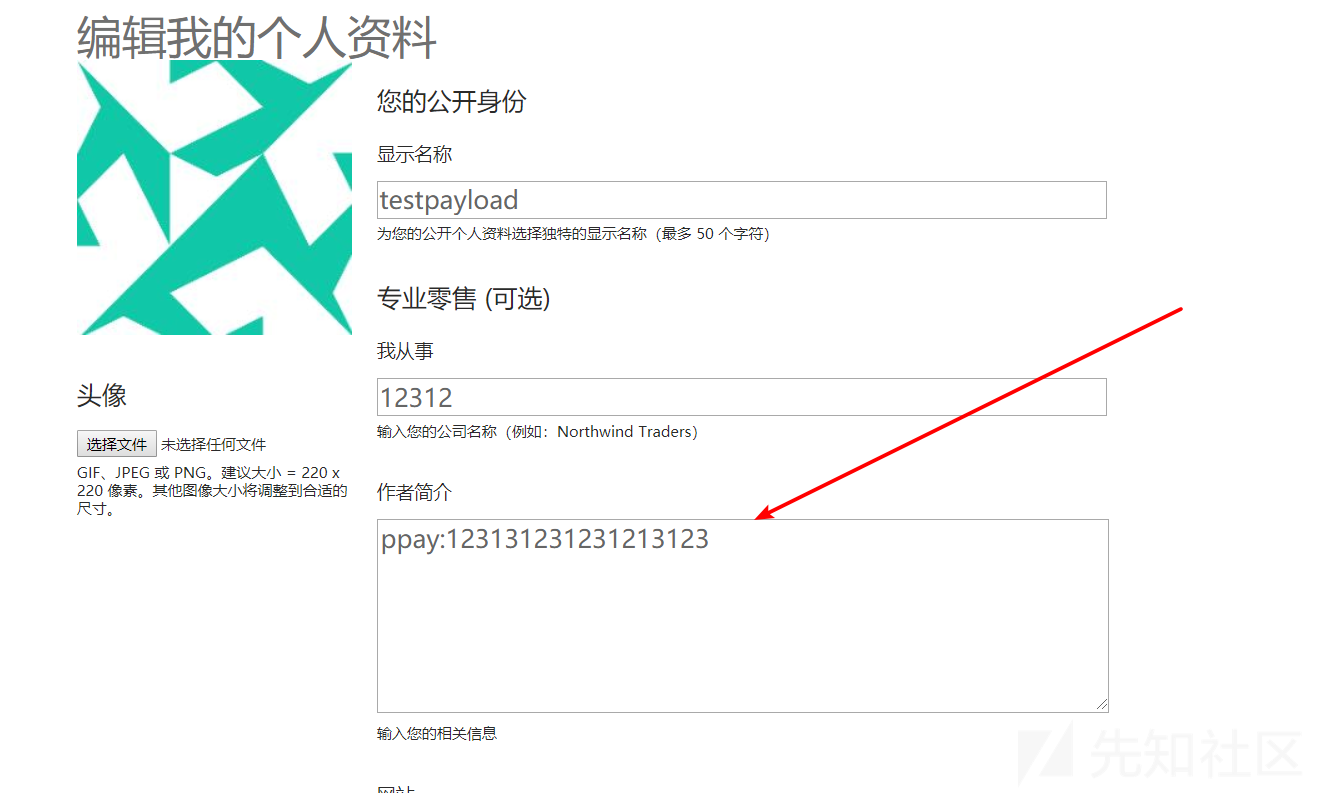 编辑我的个人资料
您的公开身份
显示名称
testpayload
为您的公开个人资料选择独特的显示名称（最多 50 个字符）
专业零售 (可选)
我从事
12312
输入您的公司名称（例如：Northwind Traders）
头像
选择文件 未选择任何文件
GIF、JPEG 或 PNG。建议大小 = 220 x
220 像素。其他图像大小将调整到合适的
尺寸。
作者简介
ppay:123131231231213123
输入您的相关信息
网站
先知社区